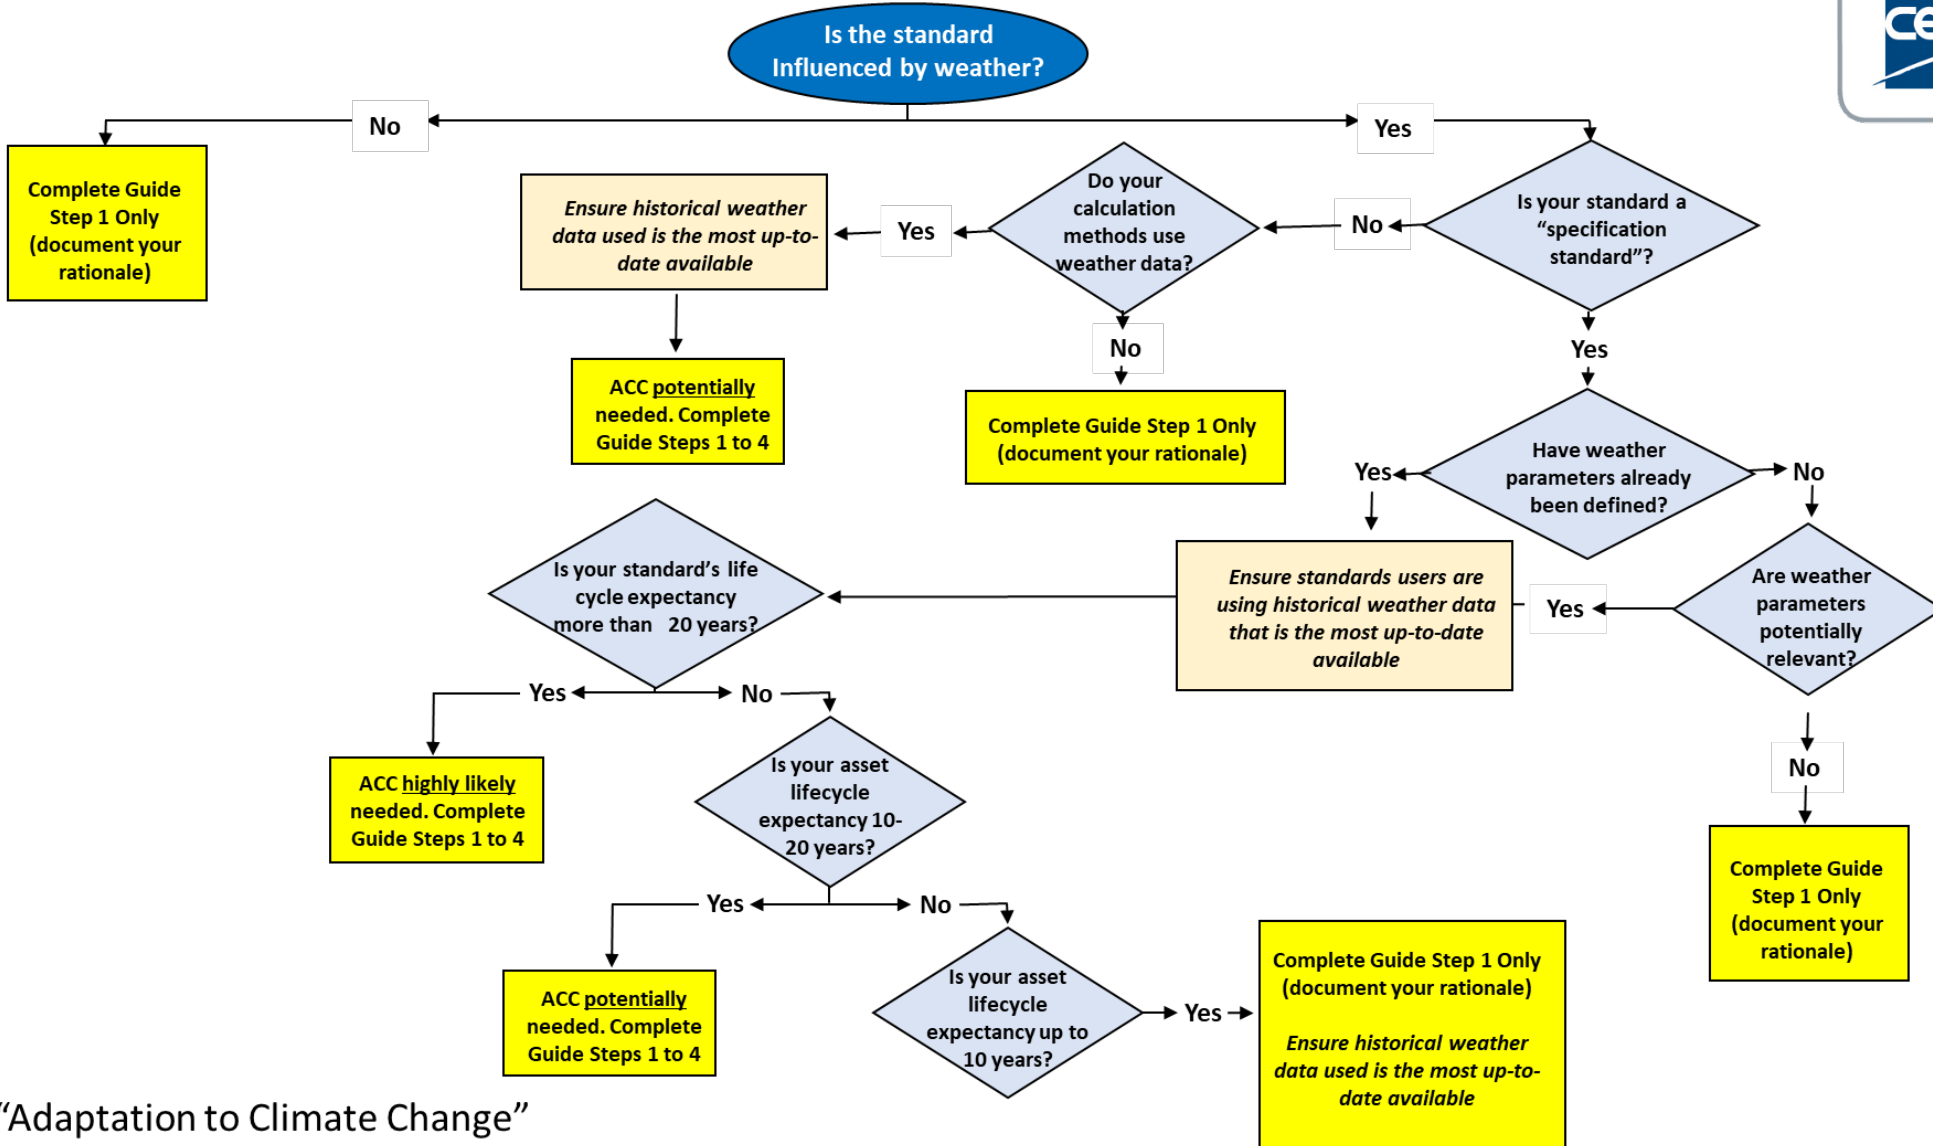 Is the standard
Influenced by weather?
No
Yes
Complete Guide
Step 1 Only
(document your
rationale)
Ensure historical weather
data used is the most up-to-
date available
Yes
Do your
calculation
methods use
weather data?
No
Is your standard a
“specification
standard”?
No
Yes
ACC potentially
needed. Complete
Guide Steps 1 to 4
Complete Guide Step 1 Only
(document your rationale)
Have weather
parameters already
been defined?
Yes
No
Is your standard’s life
cycle expectancy
more than 20 years?
Ensure standards users are
using historical weather data
that is the most up-to-date
available
Yes
Are weather
parameters
potentially
relevant?
Yes
No
No
ACC highly likely
needed. Complete
Guide Steps 1 to 4
Is your asset
lifecycle
expectancy 10-
20 years?
Complete Guide
Step 1 Only
(document your
rationale)
Yes
No
ACC potentially
needed. Complete
Guide Steps 1 to 4
Is your asset
lifecycle
expectancy up to
10 years?
Yes
Complete Guide Step 1 Only
(document your rationale)
Ensure historical weather
data used is the most up-to-
date available
“Adaptation to Climate Change”